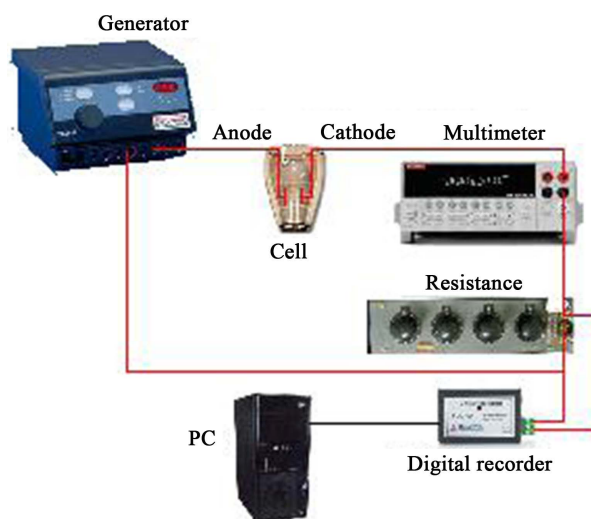 Generator
Anode
Cathode
Multimeter
Cell
Resistance
PC
Digital recorder